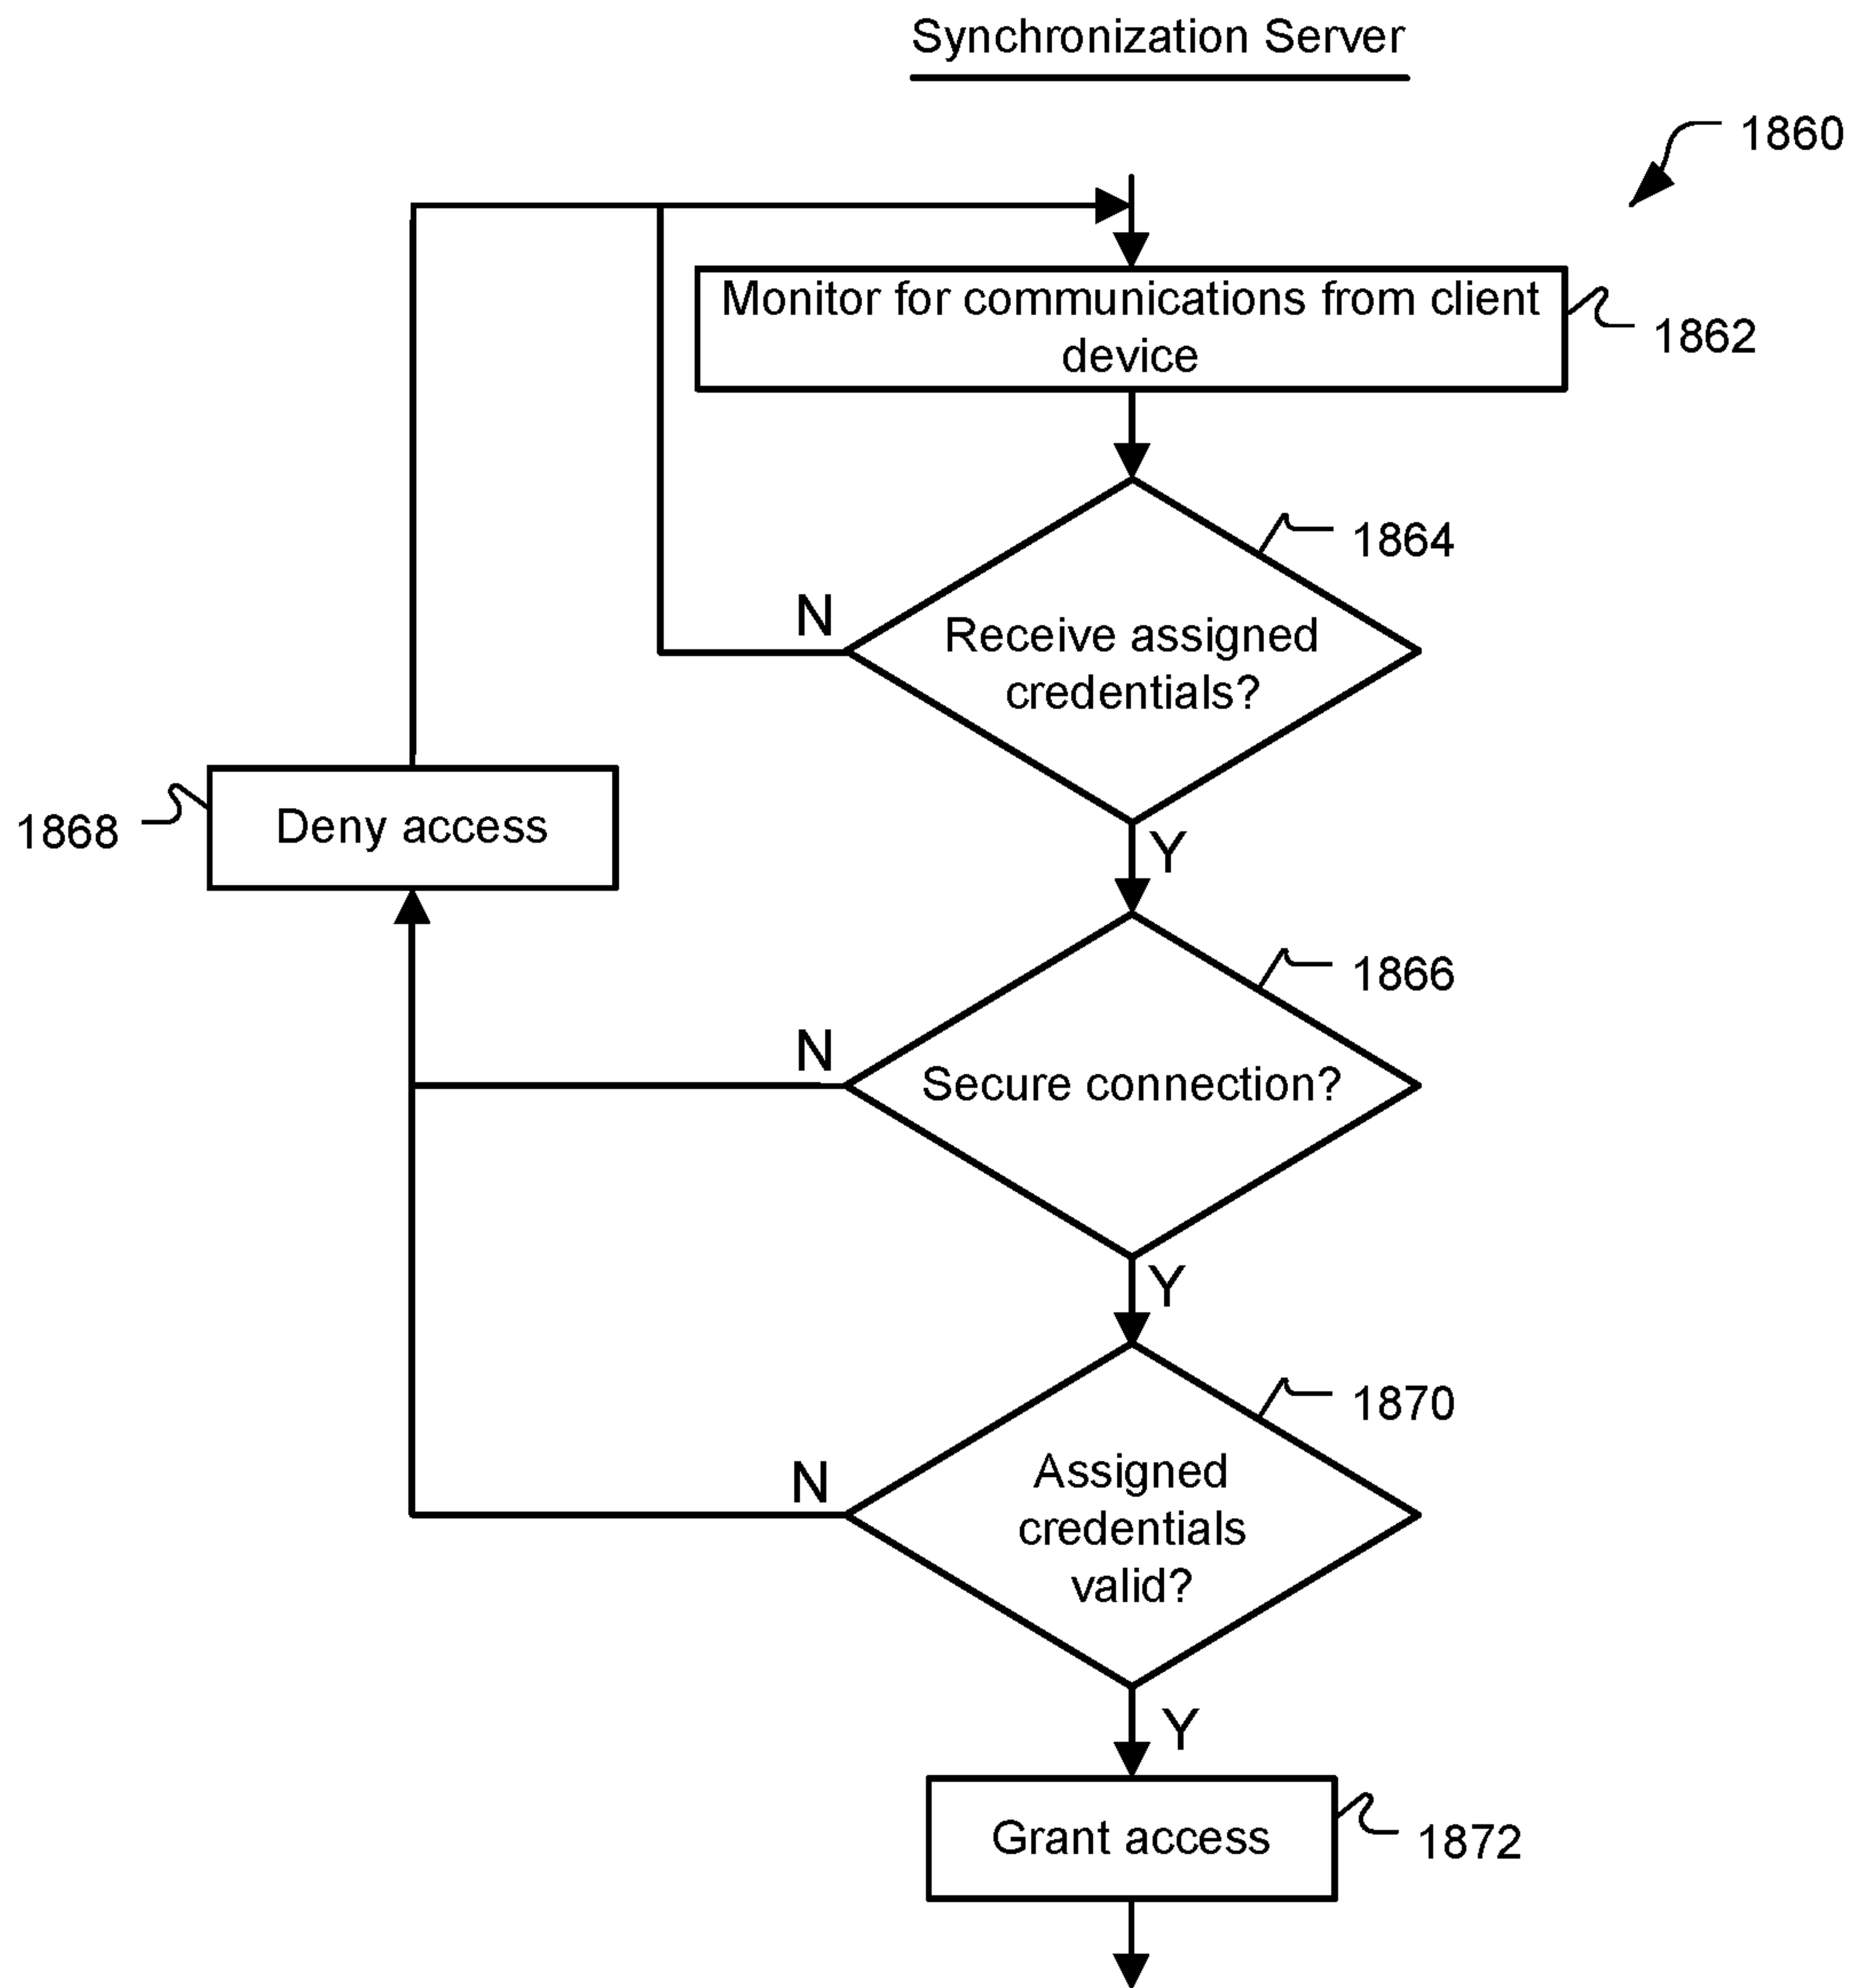 Synchronization Server
1860
Monitor for communications from client
device
1862
1864
N
Receive assigned
credentials?
1868
Deny access
Y
1866
N
Secure connection?
Y
1870
N
Assigned
credentials
valid?
Y
Grant access
1872